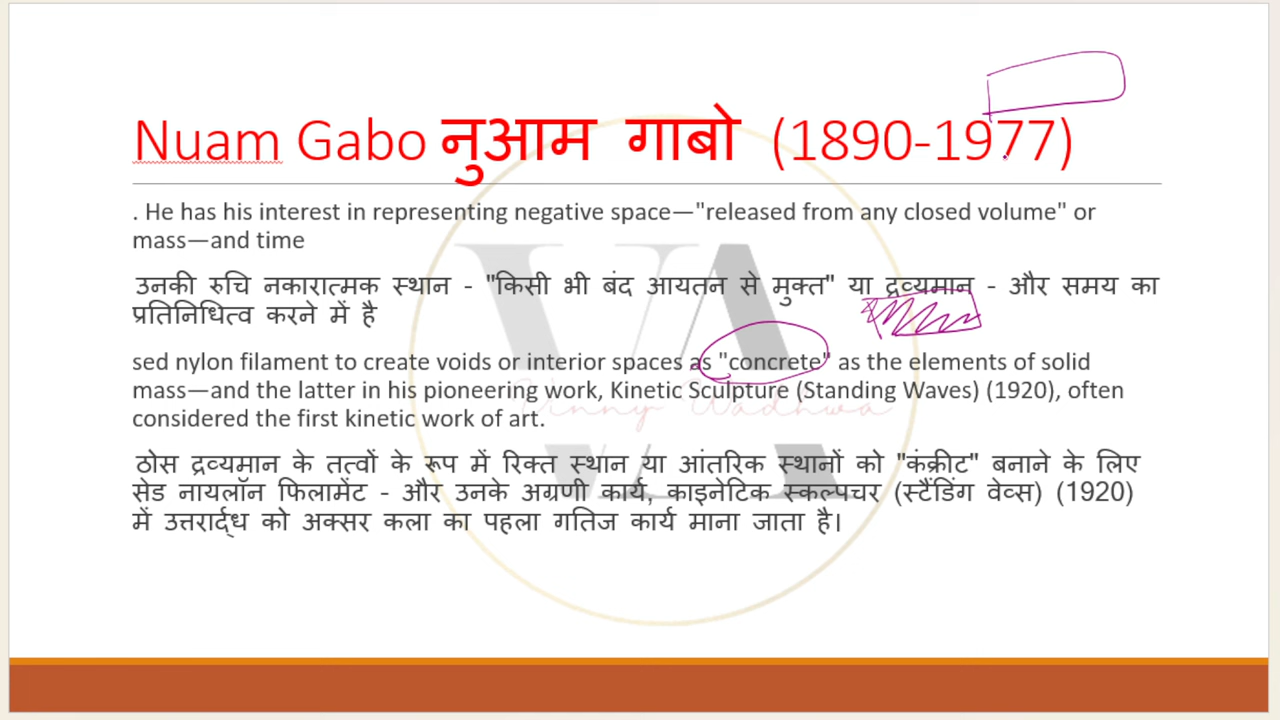 Nuam Gabo नुआम गाबो (1890-1977)
. He has his interest in representing negative space—"released from any closed volume" or
mass—and time
उनकी रुचि नकारात्मक स्थान - "किसी भी बंद आयतन से मुक्त" या द्रव्यमान - और समय का
प्रतिनिधित्व करने में है
sed nylon filament to create voids or interior spaces as "concrete" as the elements of solid
mass—and the latter in his pioneering work, Kinetic Sculpture (Standing Waves) (1920), often
considered the first kinetic work of art.
ठोस द्रव्यमान के तत्वों के रूप में रिक्त स्थान या आंतरिक स्थानों को "कंक्रीट" बनाने के लिए
सेड नायलॉन फिलामेंट - और उनके अग्रणी कार्य, काइनेटिक स्कल्पचर (स्टैंडिंग वेव्स) (1920)
में उत्तरार्द्ध को अक्सर कला का पहला गतिज कार्य माना जाता है।
VA
Vinny Wadhwa